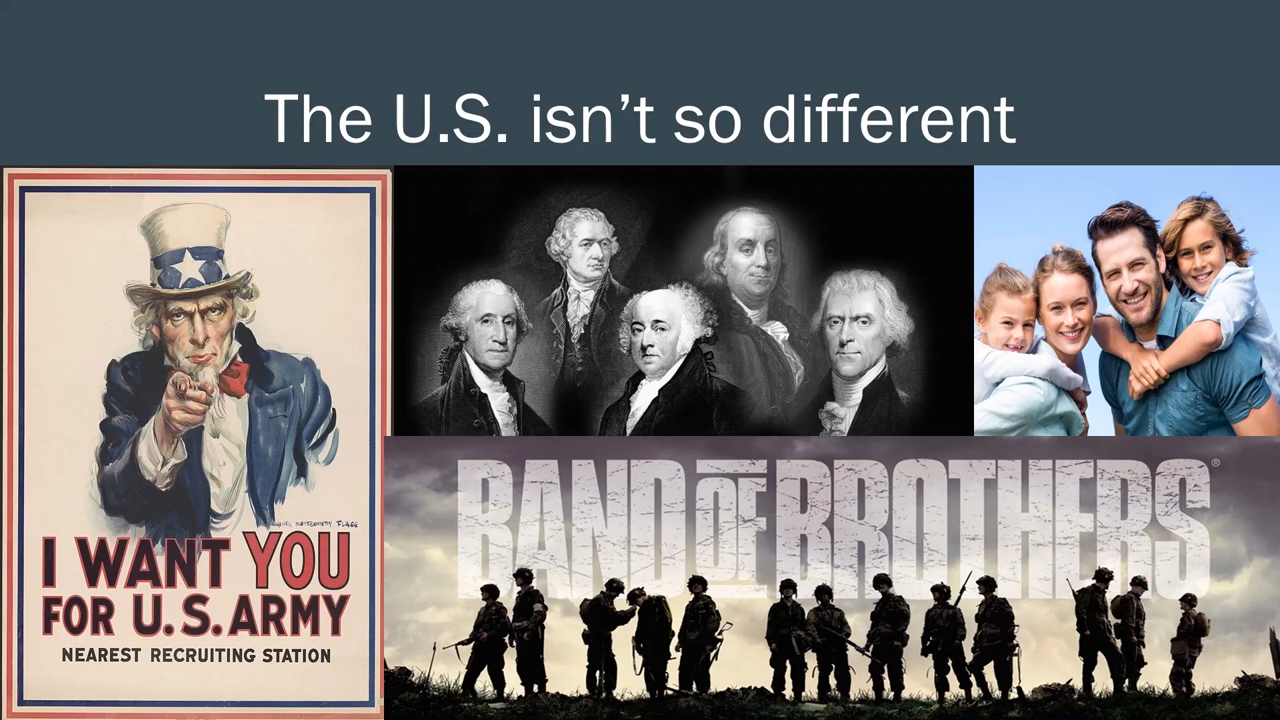 The U.S. isn’t so different
I WANT YOU
FOR U.S. ARMY
NEAREST RECRUITING STATION
BAND OF BROTHERS®